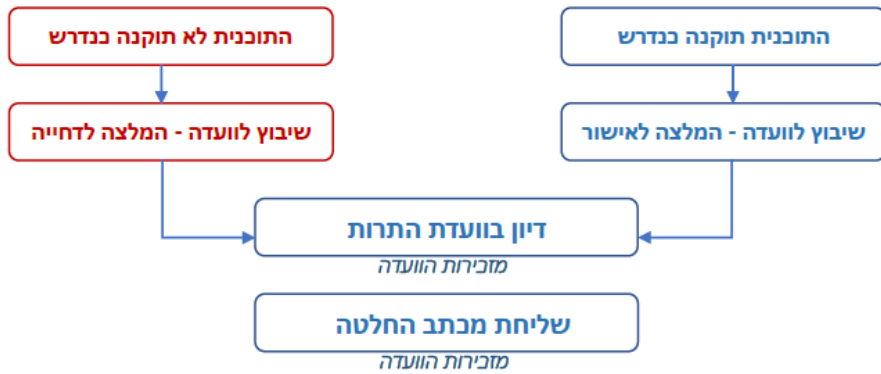 התוכנית תוקנה כנדרש
התוכנית לא תוקנה כנדרש
שיבוץ לוועדה - המלצה לאישור
שיבוץ לוועדה - המלצה לדחייה
דיון בוועדת התרות
מזכירות הוועדה
שליחת מכתב החלטה
מזכירות הוועדה